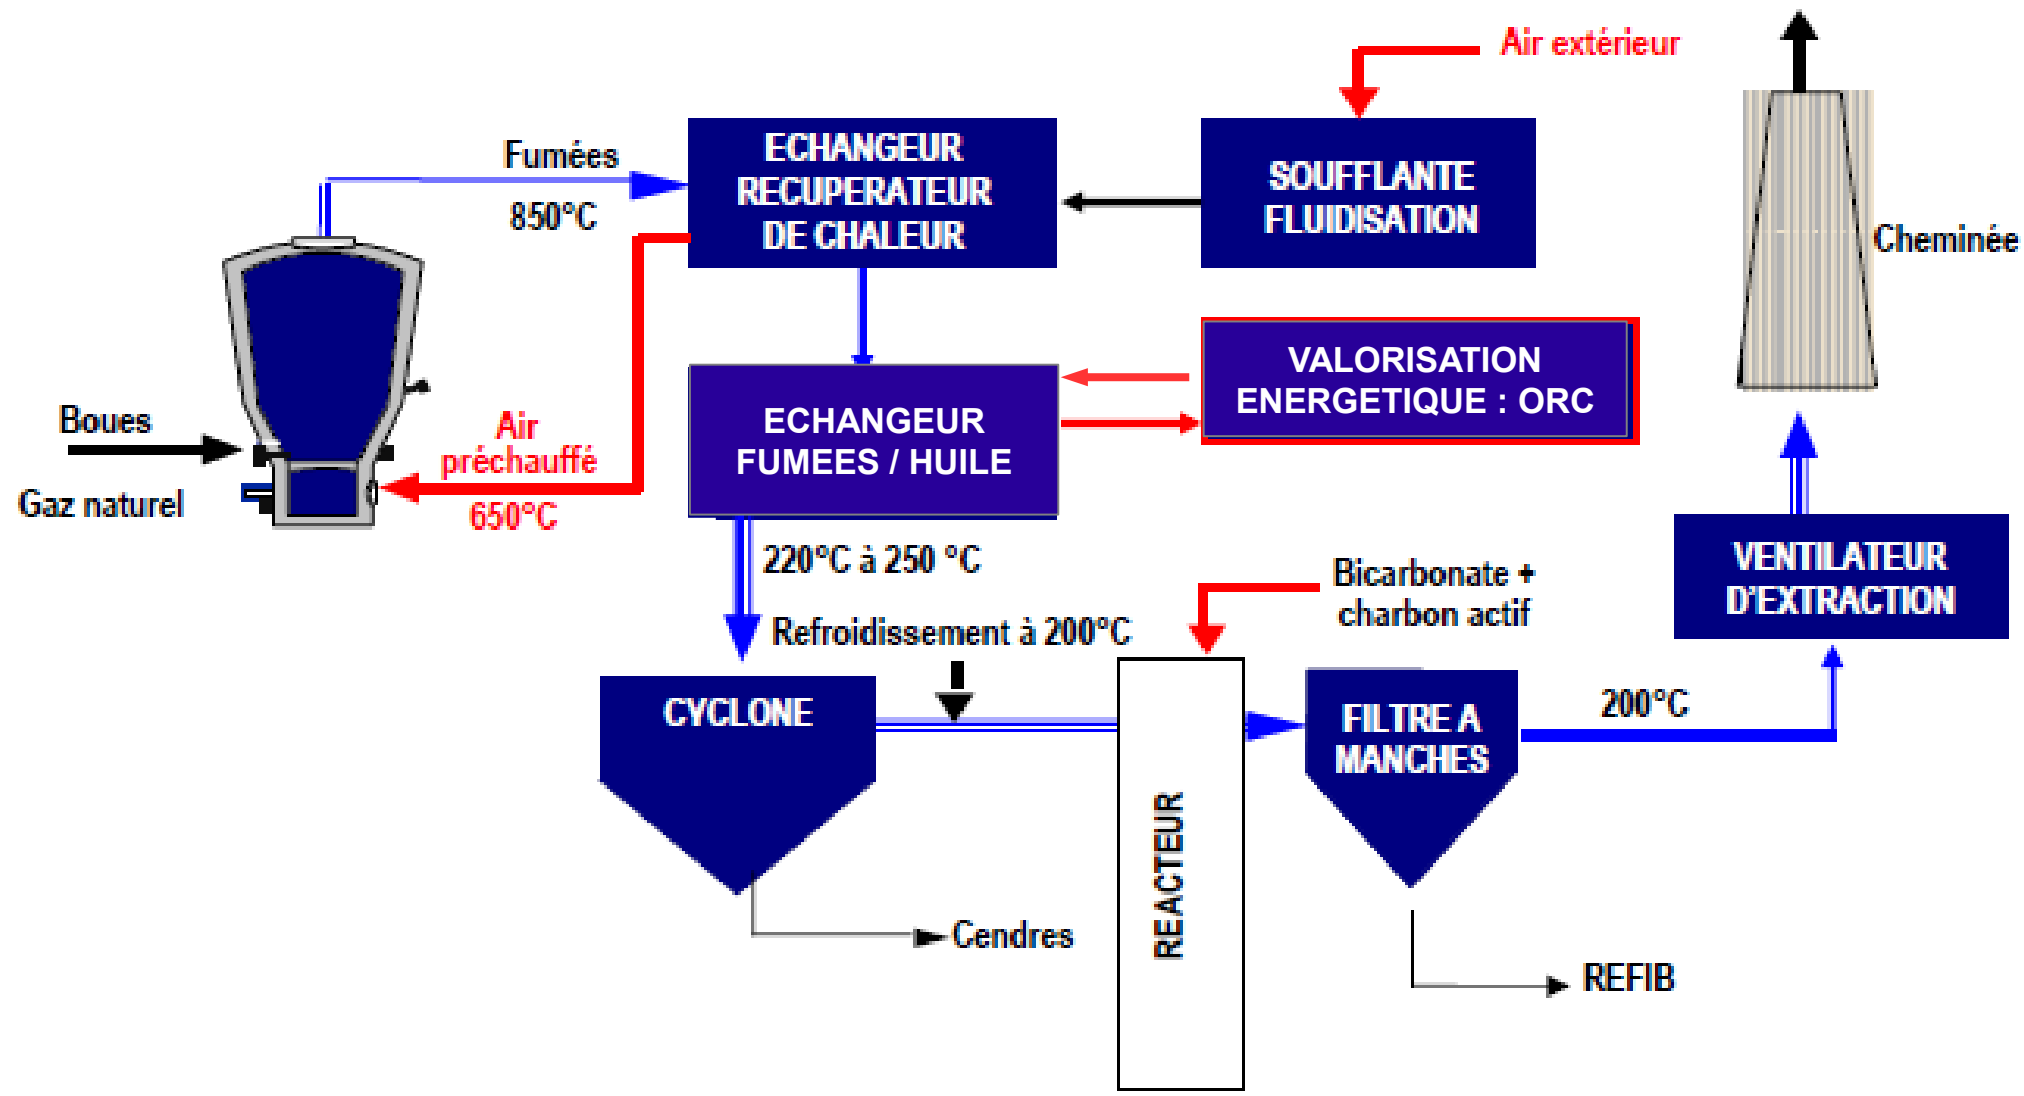 Air extérieur
Fumées
850°C
ECHANGEUR
RECUPERATEUR
DE CHALEUR
SOUFFLANTE
FLUIDISATION
Cheminée
Boues
Gaz naturel
Air
préchauffé
650°C
ECHANGEUR
FUMEES / HUILE
VALORISATION
ENERGETIQUE : ORC
220°C à 250 °C
Refroidissement à 200°C
Bicarbonate +
charbon actif
VENTILATEUR
D'EXTRACTION
CYCLONE
REACTEUR
FILTRE A
MANCHES
200°C
Cendres
REFIB